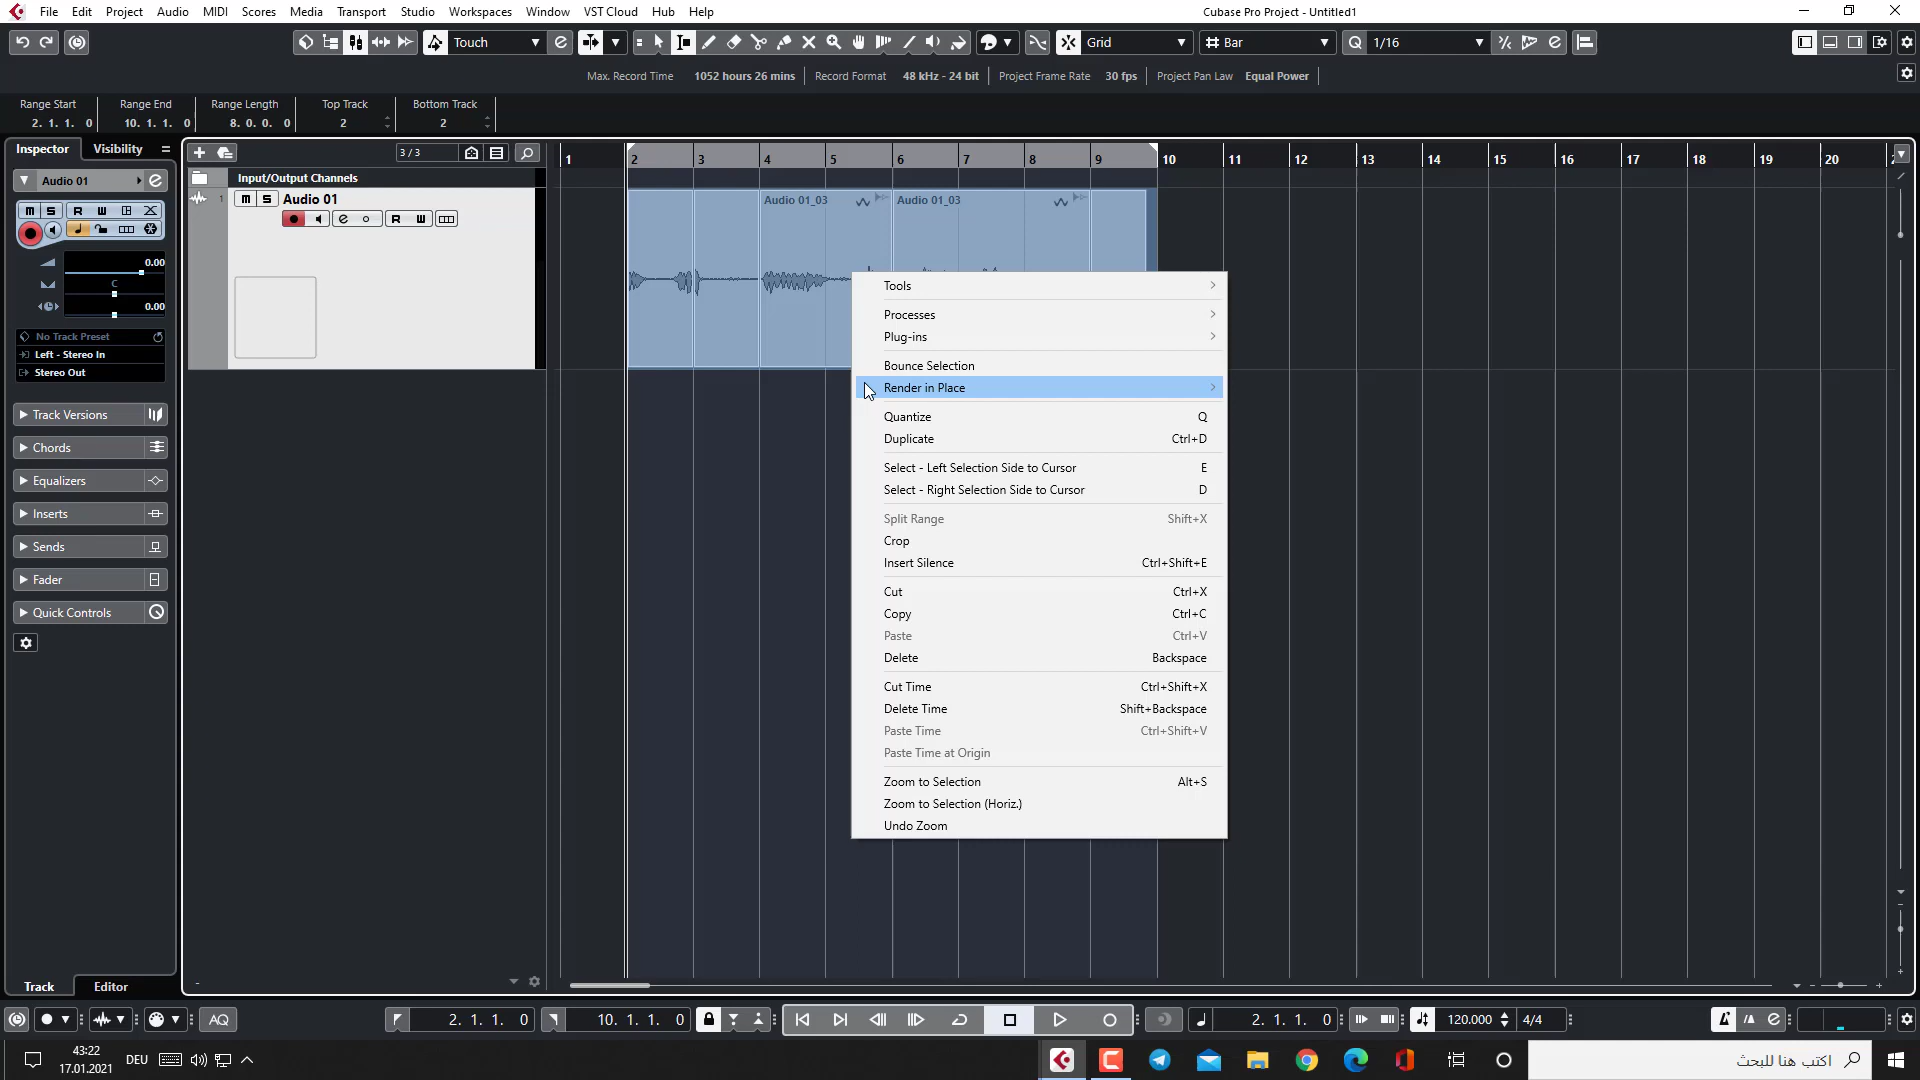 File Edit Project Audio MIDI Scores Media Transport Studio Workspaces Window VST Cloud Hub Help
Cubase Pro Project - Untitled1
Touch
Grid
Bar
1/16
Max. Record Time 1052 hours 26 mins Record Format 48 kHz - 24 bit Project Frame Rate 30 fps Project Pan Law Equal Power
Range Start Range End Range Length Top Track Bottom Track
2. 1. 1. 0 10. 1. 1. 0 8. 0. 0. 0 2 2
Inspector Visibility
3 / 3
1 2 3 4 5 6 7 8 9 10 11 12 13 14 15 16 17 18 19 20
Audio 01
Input/Output Channels
1 M S Audio 01
R W
M S R W
0.00
C
0.00
No Track Preset
Left - Stereo In
Stereo Out
Track Versions
Chords
Equalizers
Inserts
Sends
Fader
Quick Controls
Audio 01_03 Audio 01_03
Tools
Processes
Plug-ins
Bounce Selection
Render in Place
Quantize Q
Duplicate Ctrl+D
Select - Left Selection Side to Cursor E
Select - Right Selection Side to Cursor D
Split Range Shift+X
Crop
Insert Silence Ctrl+Shift+E
Cut Ctrl+X
Copy Ctrl+C
Paste Ctrl+V
Delete Backspace
Cut Time Ctrl+Shift+X
Delete Time Shift+Backspace
Paste Time Ctrl+Shift+V
Paste Time at Origin
Zoom to Selection Alt+S
Zoom to Selection (Horiz.)
Undo Zoom
Track Editor
AQ
2. 1. 1. 0
10. 1. 1. 0
2. 1. 1. 0
120.000
4/4
43:22
17.01.2021
DEU
اكتب هنا للبحث